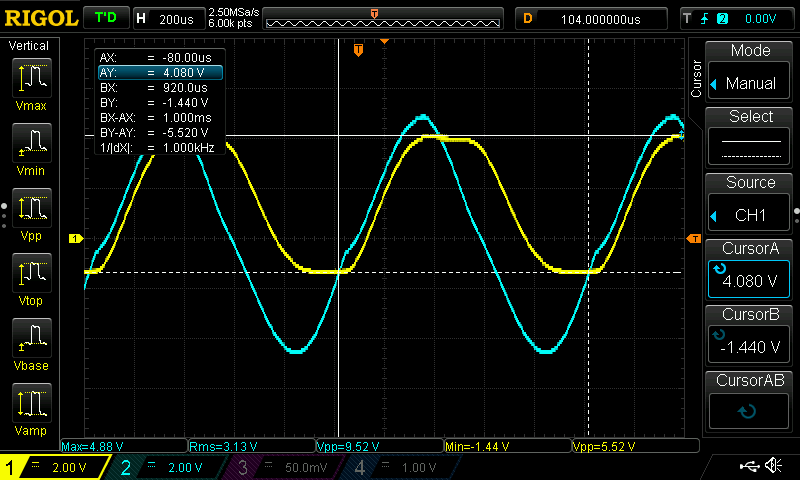 RIGOL T'D H 200us 2.50MSa/s 6.00k pts T D 104.000000us T 2 0.00V
Vertical
Vmax
Vmin
Vpp
Vtop
Vbase
Vamp
T
AX: = -80.00us
AY: = 4.080 V
BX: = 920.0us
BY: = -1.440 V
BX-AX: = 1.000ms
BY-AY: = -5.520 V
1/|dX|: = 1.000kHz
1
T
Cursor
Mode
Manual
Select
Source
CH1
CursorA
4.080 V
CursorB
-1.440 V
CursorAB
Max=4.88 V Rms=3.13 V Vpp=9.52 V Min=-1.44 V Vpp=5.52 V
1 = 2.00 V 2 = 2.00 V 3 = 50.0mV 4 = 1.00 V